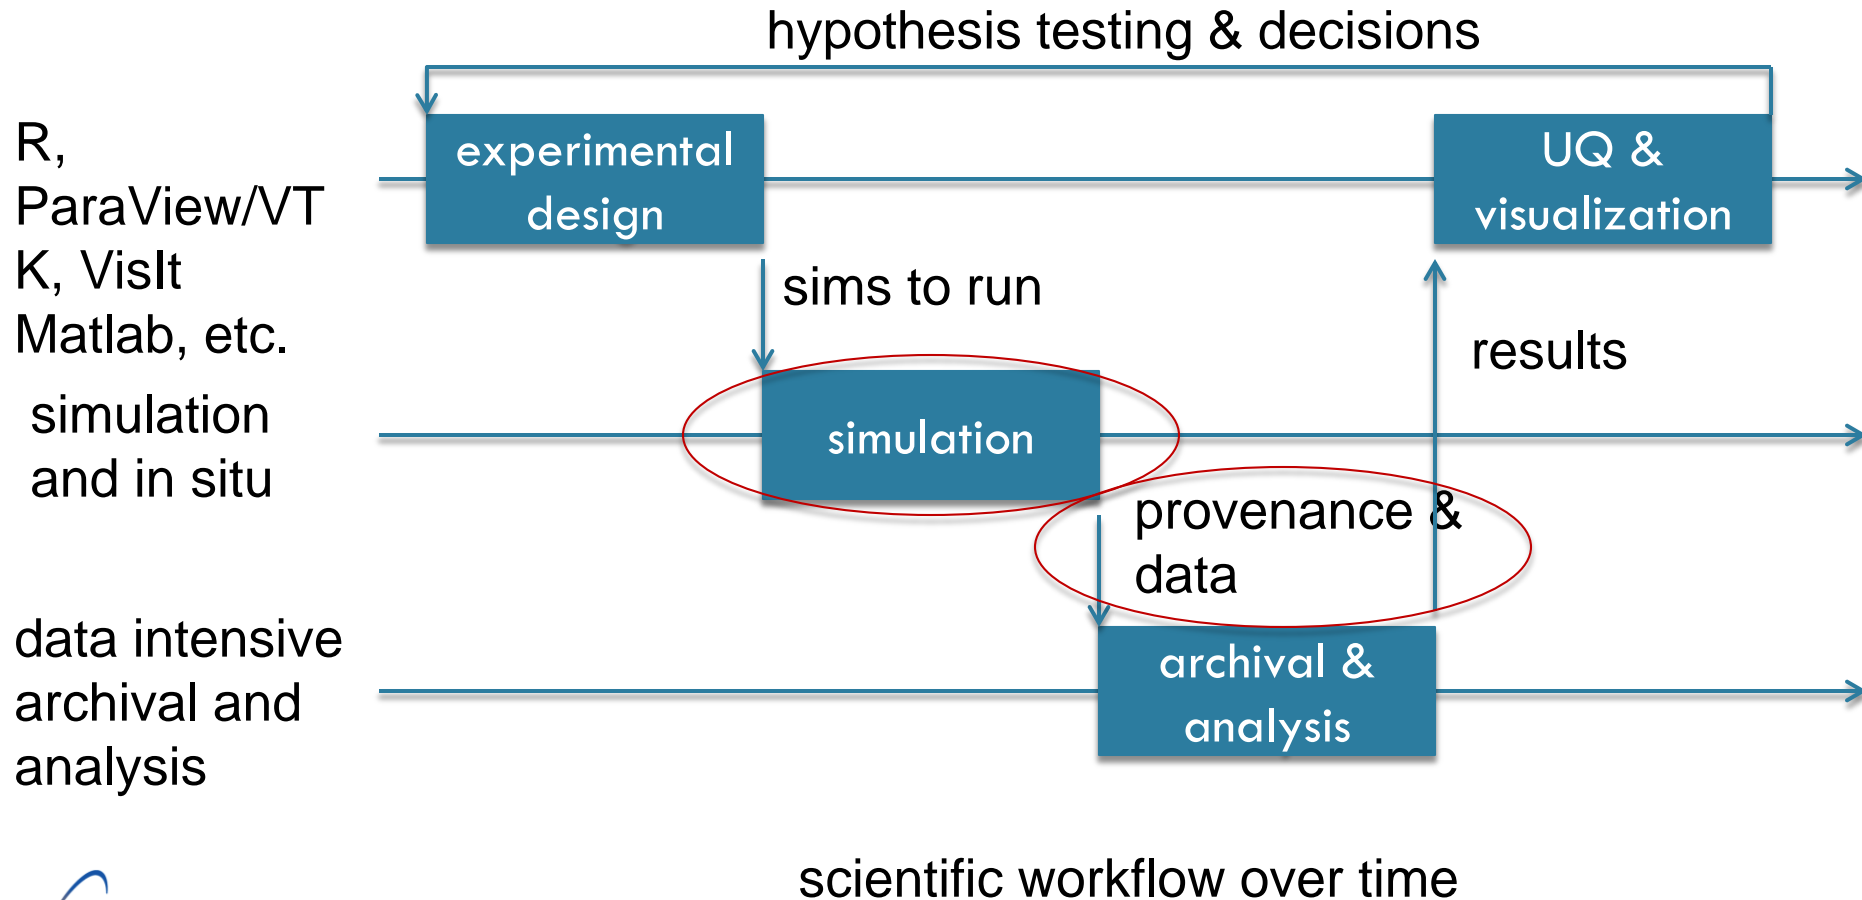 hypothesis testing & decisions
R,
ParaView/VT
K, VisIt
Matlab, etc.
experimental
design
UQ &
visualization
sims to run
results
simulation
and in situ
simulation
provenance &
data
data intensive
archival and
analysis
archival &
analysis
scientific workflow over time